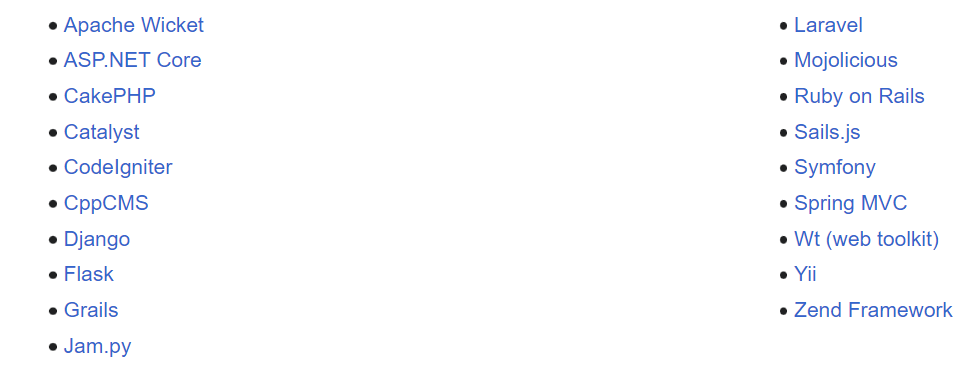 Apache Wicket
ASP.NET Core
CakePHP
Catalyst
CodeIgniter
CppCMS
Django
Flask
Grails
Jam.py
Laravel
Mojolicious
Ruby on Rails
Sails.js
Symfony
Spring MVC
Wt (web toolkit)
Yii
Zend Framework